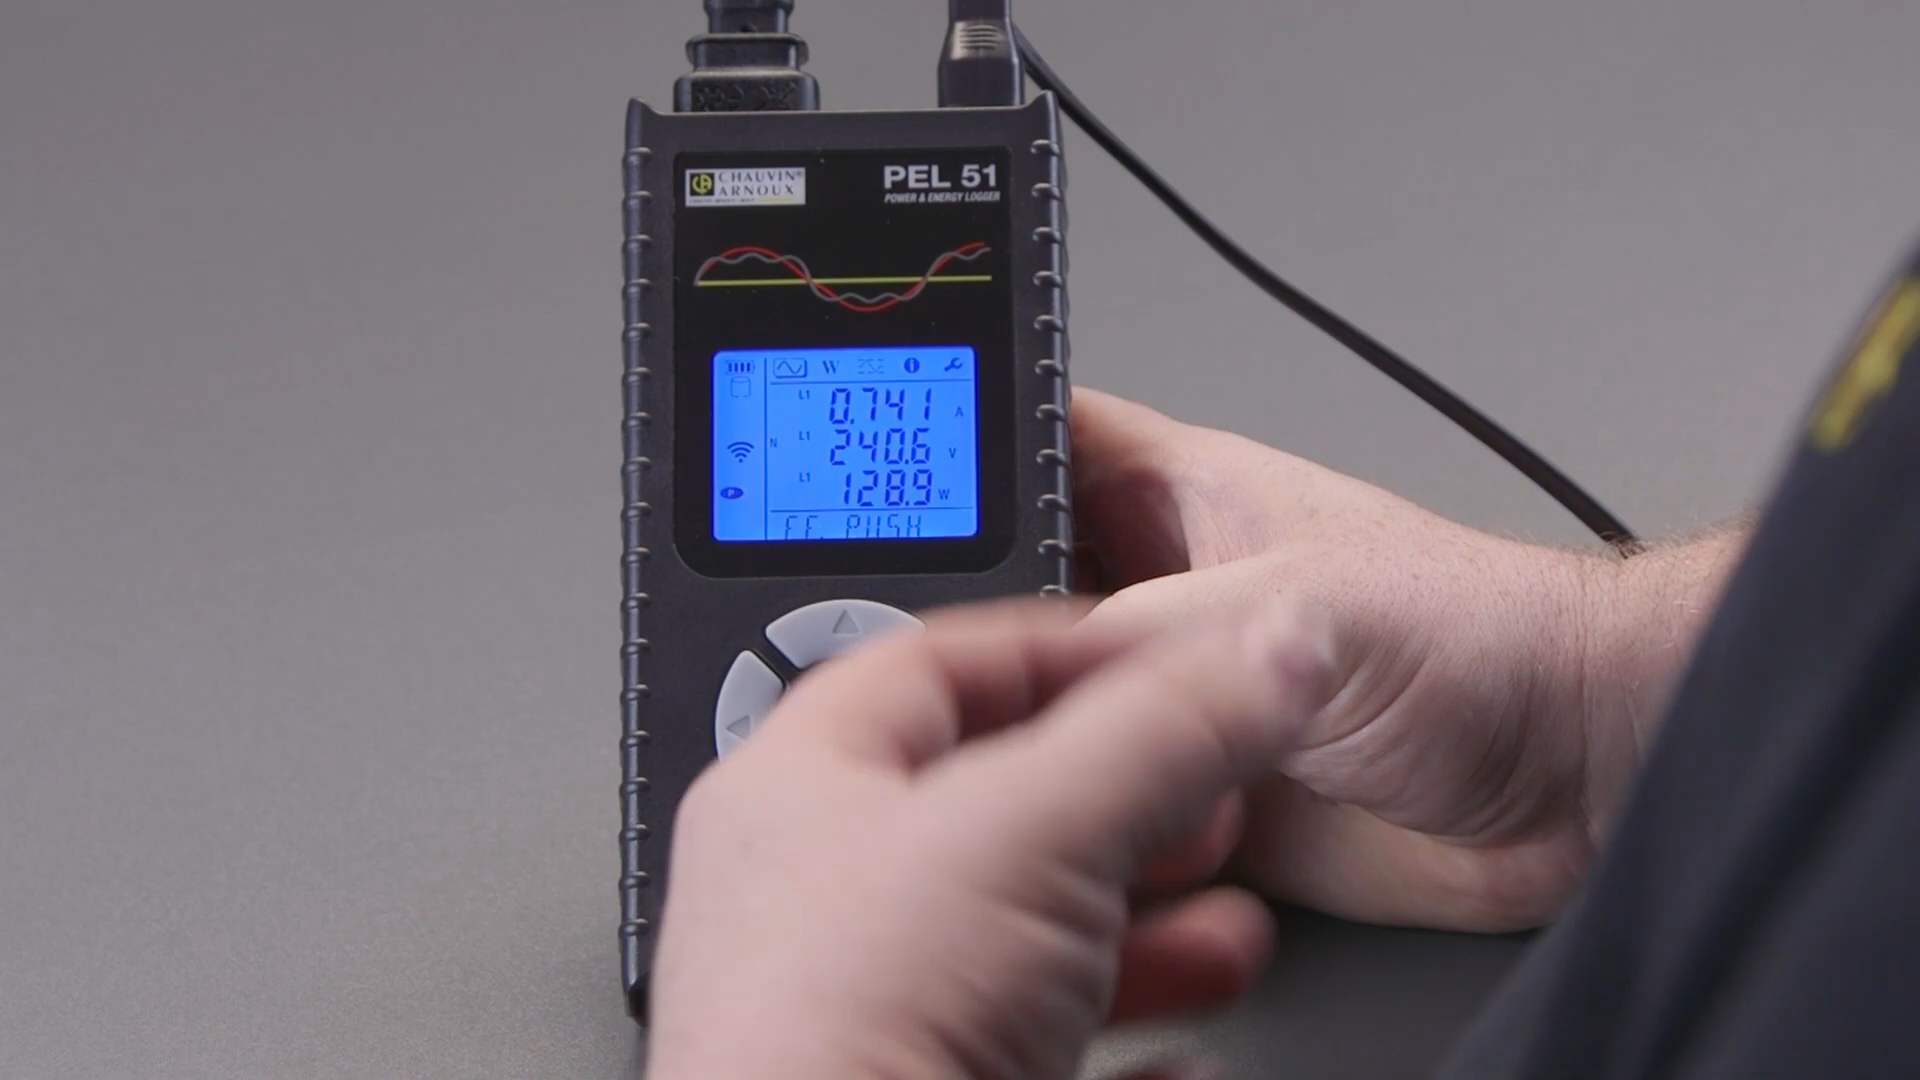 CHAUVIN®
ARNOUX
PEL 51
POWER & ENERGY LOGGER
W
L1 0.741 A
N L1 240.6 V
L1 128.9 W
PUSH